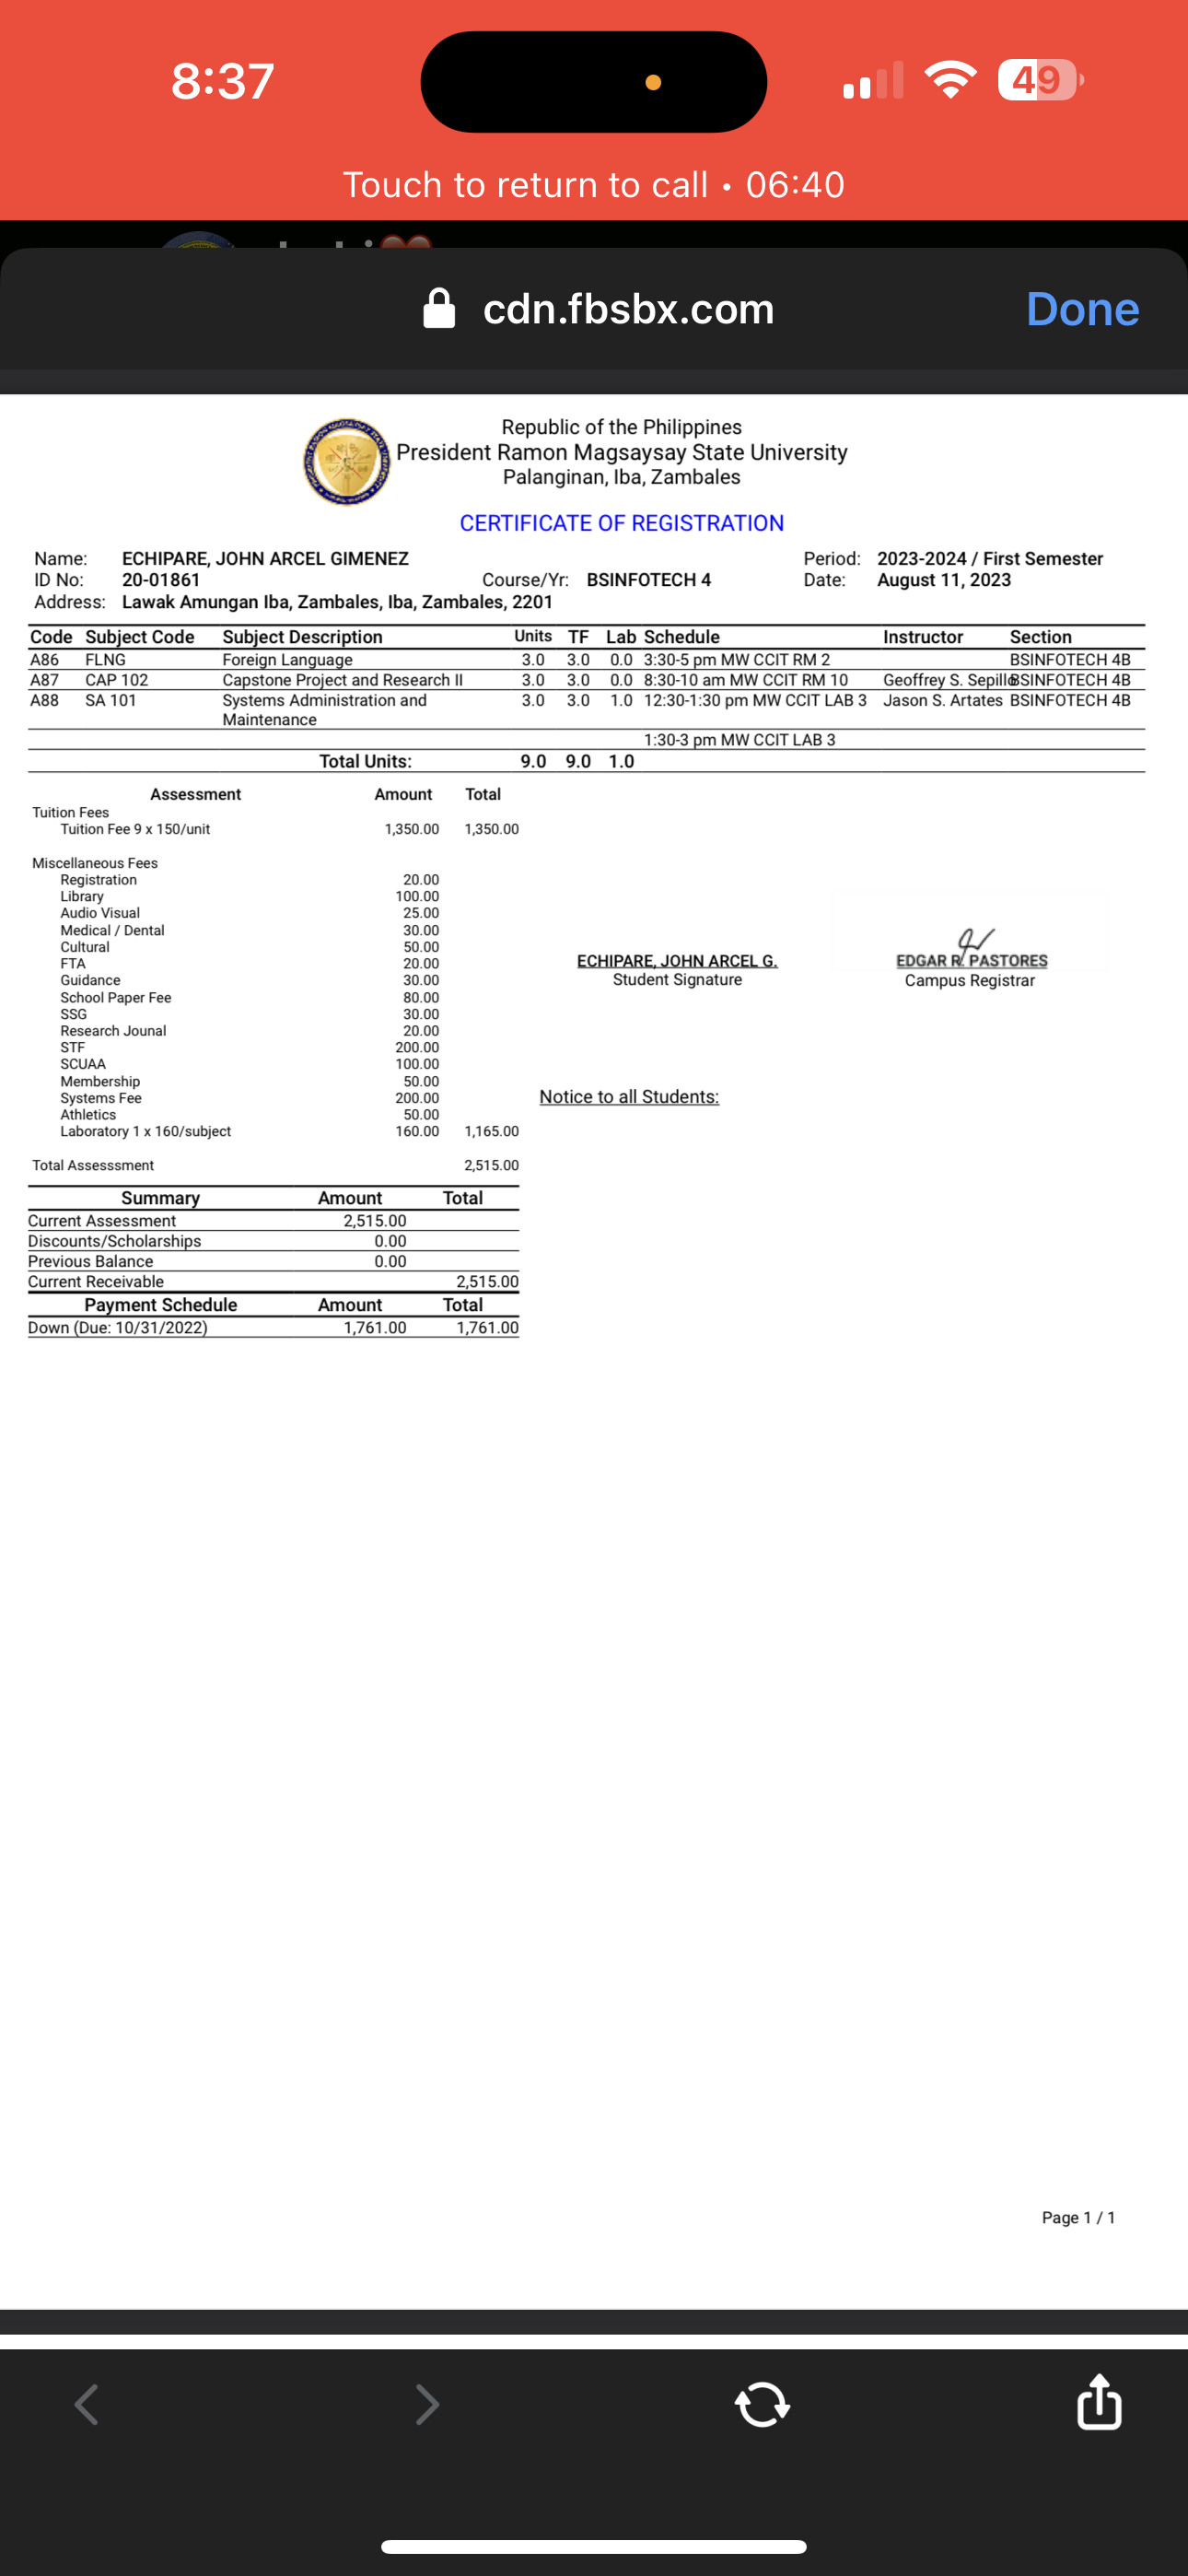 8:37
49
Touch to return to call • 06:40
cdn.fbsbx.com
Done
Republic of the Philippines
President Ramon Magsaysay State University
Palanginan, Iba, Zambales
CERTIFICATE OF REGISTRATION
Name: ECHIPARE, JOHN ARCEL GIMENEZ Period: 2023-2024 / First Semester
ID No: 20-01861 Course/Yr: BSINFOTECH 4 Date: August 11, 2023
Address: Lawak Amungan Iba, Zambales, Iba, Zambales, 2201
Code Subject Code Subject Description Units TF Lab Schedule Instructor Section
A86 FLNG Foreign Language 3.0 3.0 0.0 3:30-5 pm MW CCIT RM 2 BSINFOTECH 4B
A87 CAP 102 Capstone Project and Research II 3.0 3.0 0.0 8:30-10 am MW CCIT RM 10 Geoffrey S. Sepillo BSINFOTECH 4B
A88 SA 101 Systems Administration and 3.0 3.0 1.0 12:30-1:30 pm MW CCIT LAB 3 Jason S. Artates BSINFOTECH 4B
Maintenance
1:30-3 pm MW CCIT LAB 3
Total Units: 9.0 9.0 1.0
Assessment Amount Total
Tuition Fees
Tuition Fee 9 x 150/unit 1,350.00 1,350.00
Miscellaneous Fees
Registration 20.00
Library 100.00
Audio Visual 25.00
Medical / Dental 30.00
Cultural 50.00
FTA 20.00
Guidance 30.00
School Paper Fee 80.00
SSG 30.00
Research Jounal 20.00
STF 200.00
SCUAA 100.00
Membership 50.00
Systems Fee 200.00
Athletics 50.00
Laboratory 1 x 160/subject 160.00 1,165.00
Total Assesssment 2,515.00
ECHIPARE, JOHN ARCEL G.
Student Signature
EDGAR R. PASTORES
Campus Registrar
Notice to all Students:
Summary Amount Total
Current Assessment 2,515.00
Discounts/Scholarships 0.00
Previous Balance 0.00
Current Receivable 2,515.00
Payment Schedule Amount Total
Down (Due: 10/31/2022) 1,761.00 1,761.00
Page 1 / 1